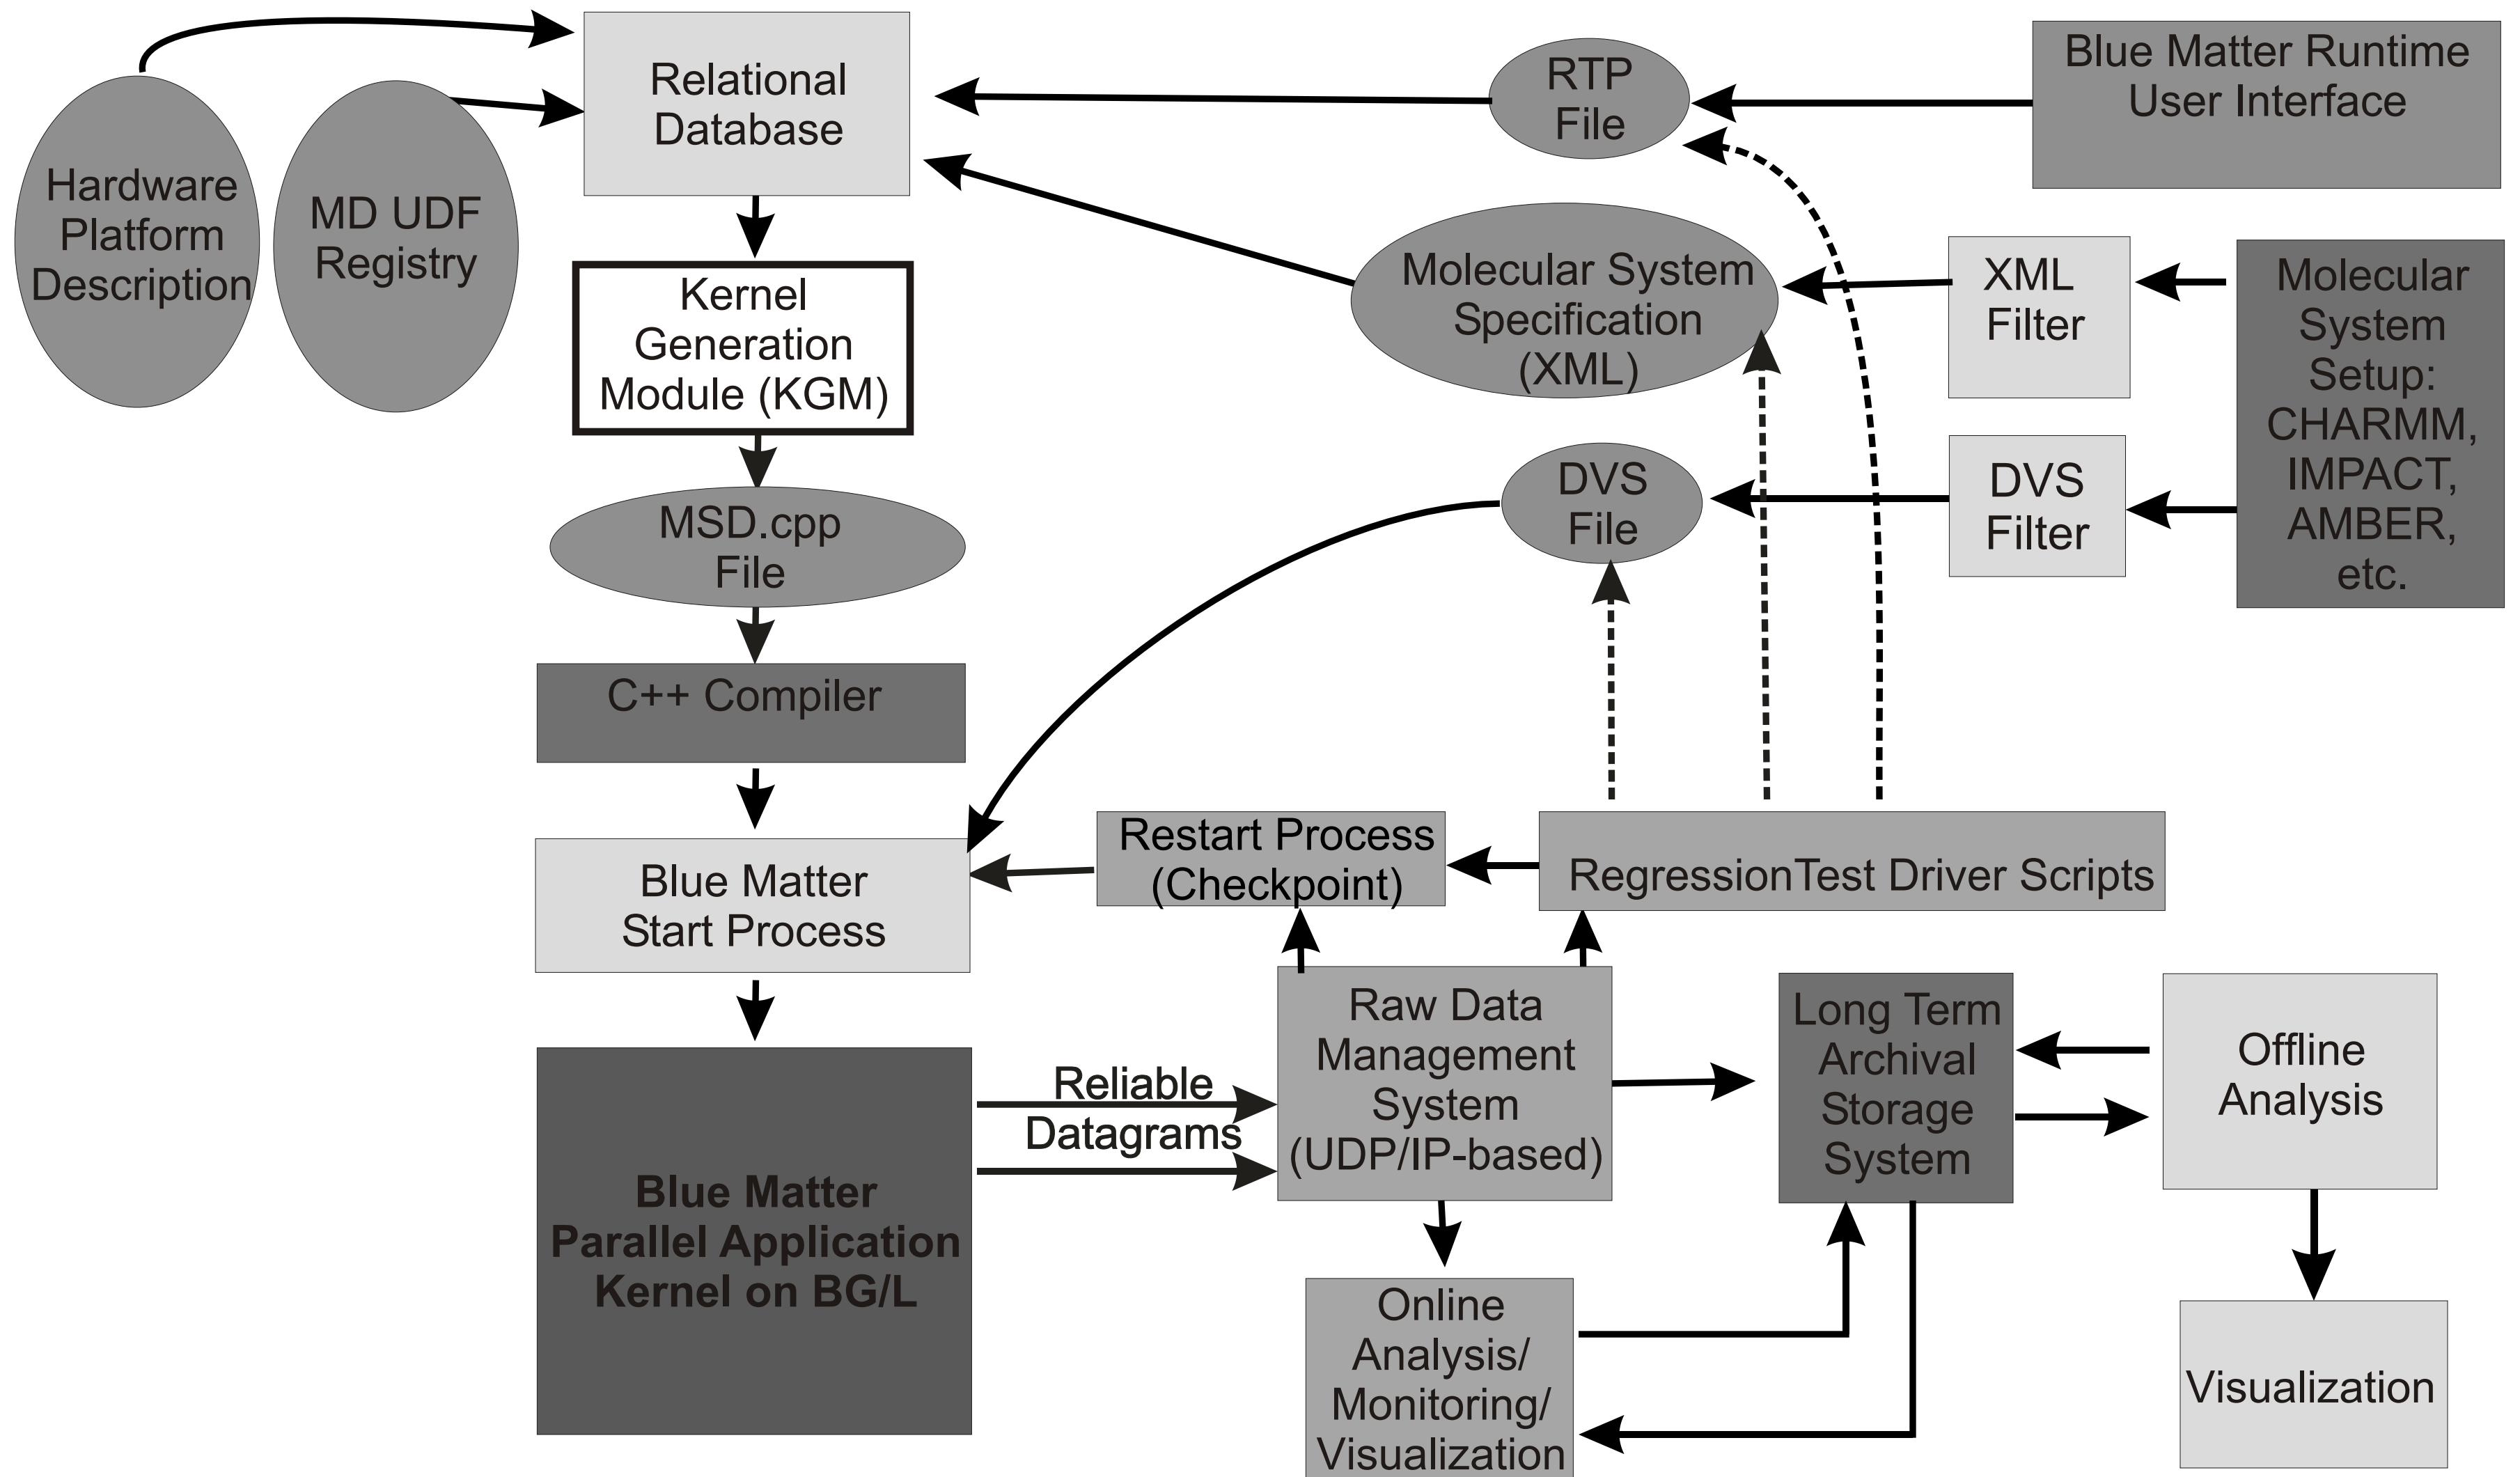 Relational
Database
RTP
File
Blue Matter Runtime
User Interface
Hardware
Platform
Description
MD UDF
Registry
Kernel
Generation
Module (KGM)
Molecular System
Specification
(XML)
XML
Filter
Molecular
System
Setup:
CHARMM,
IMPACT,
AMBER,
etc.
MSD.cpp
File
DVS
File
DVS
Filter
C++ Compiler
Blue Matter
Start Process
Restart Process
(Checkpoint)
RegressionTest Driver Scripts
Blue Matter
Parallel Application
Kernel on BG/L
Reliable
Datagrams
Raw Data
Management
System
(UDP/IP-based)
Long Term
Archival
Storage
System
Offline
Analysis
Online
Analysis/
Monitoring/
Visualization
Visualization